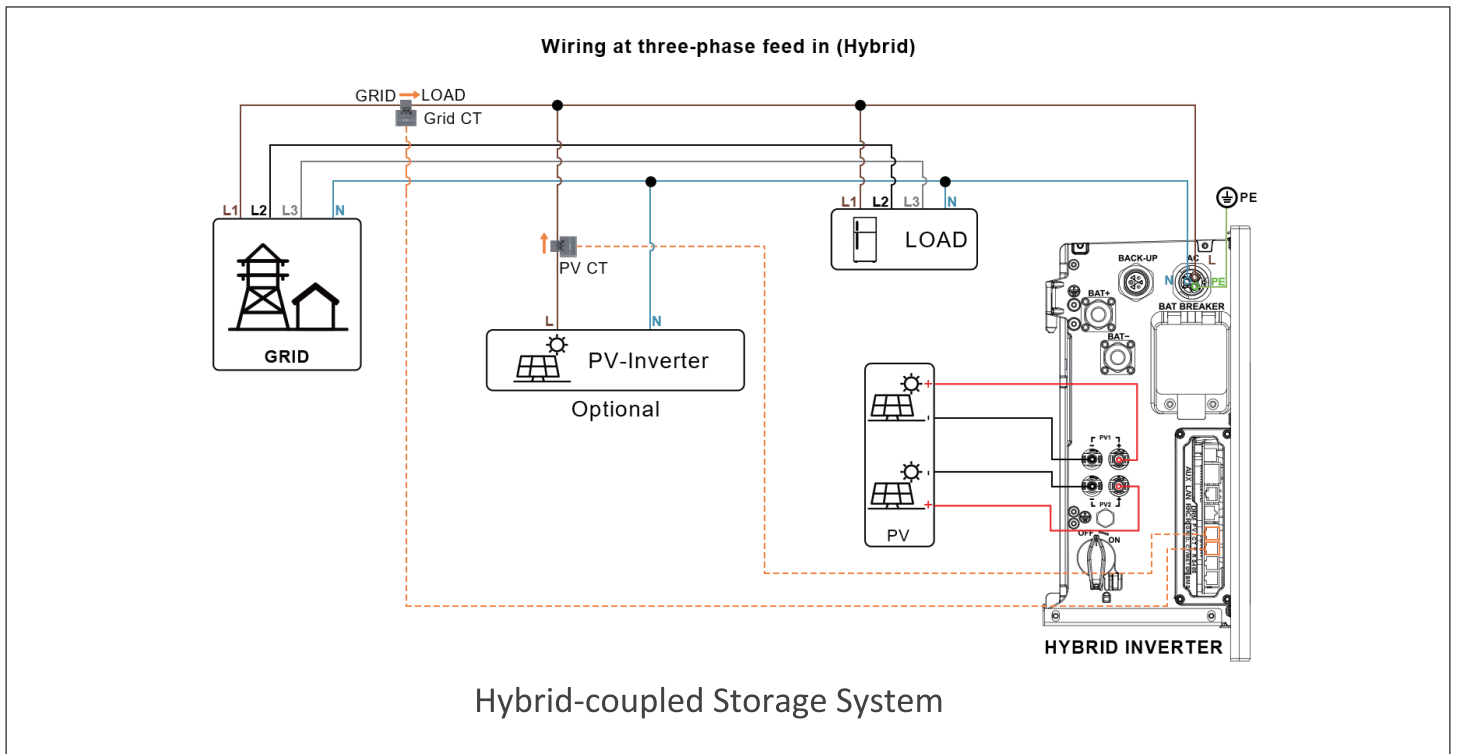 Wiring at three-phase feed in (Hybrid)
GRID LOAD
Grid CT
L1 L2 L3 N
GRID
PV CT
L N
PV-Inverter
Optional
L1 L2 L3 N
LOAD
PE
BACK-UP
AC
L
N
PE
BAT BREAKER
BAT+
BAT−
+
-
-
+
PV
PV1
- +
- +
PV2
OFF
ON
AUX LAN
HYBRID INVERTER
Hybrid-coupled Storage System